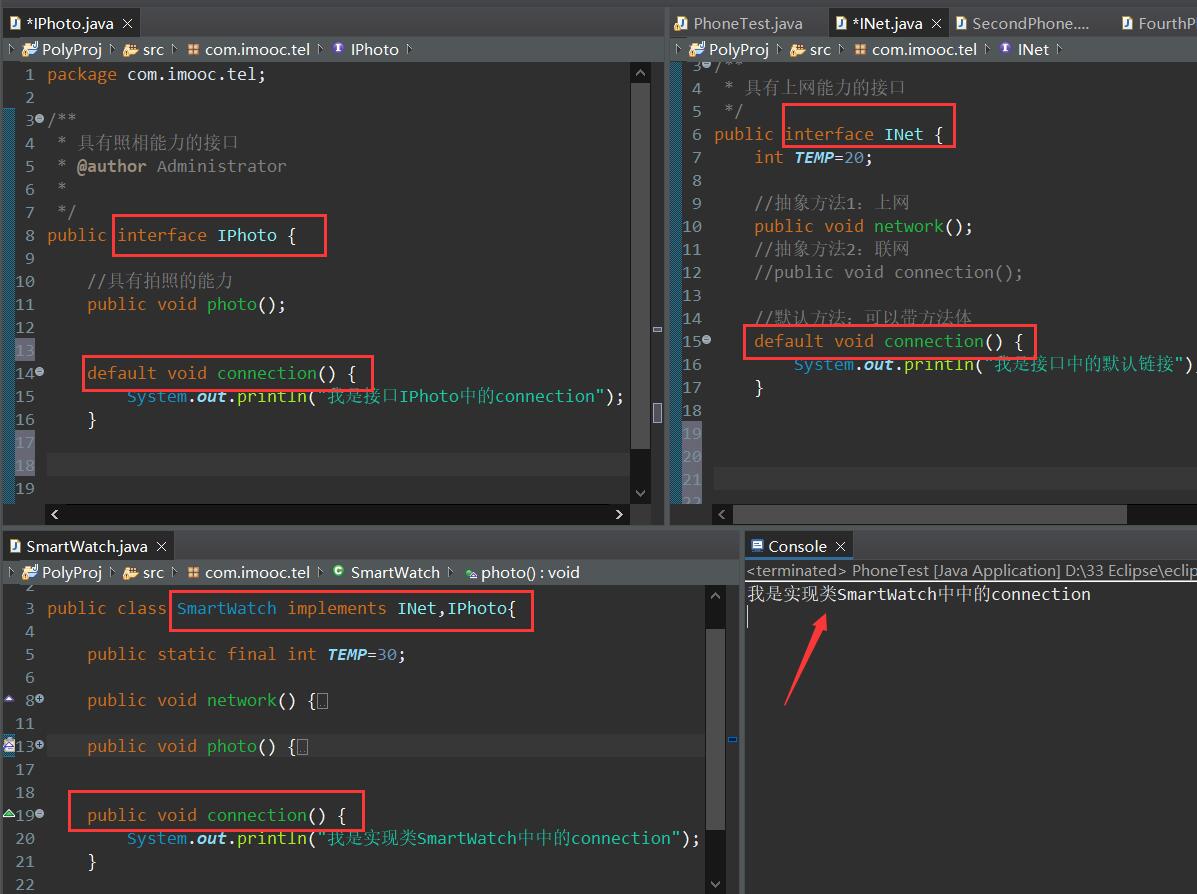 *IPhoto.java
PolyProj src com.imooc.tel IPhoto
1 package com.imooc.tel;
2
3 /**
4 * 具有照相能力的接口
5 * @author Administrator
6 *
7 */
8 public interface IPhoto {
9
10 //具有拍照的能力
11 public void photo();
12
13
14 default void connection() {
15 System.out.println("我是接口IPhoto中的connection");
16 }
17
18
19
PhoneTest.java *INet.java SecondPhone.... FourthP
PolyProj src com.imooc.tel INet
3 /**
4 * 具有上网能力的接口
5 */
6 public interface INet {
7 int TEMP=20;
8
9 //抽象方法1：上网
10 public void network();
11 //抽象方法2：联网
12 //public void connection();
13
14 //默认方法：可以带方法体
15 default void connection() {
16 System.out.println("我是接口中的默认链接")
17 }
18
19
20
21
22
SmartWatch.java
PolyProj src com.imooc.tel SmartWatch photo() : void
2
3 public class SmartWatch implements INet,IPhoto{
4
5 public static final int TEMP=30;
6
8 public void network() {
11
13 public void photo() {
17
18
19 public void connection() {
20 System.out.println("我是实现类SmartWatch中中的connection");
21 }
22
Console
<terminated> PhoneTest [Java Application] D:\33 Eclipse\eclip
我是实现类SmartWatch中中的connection